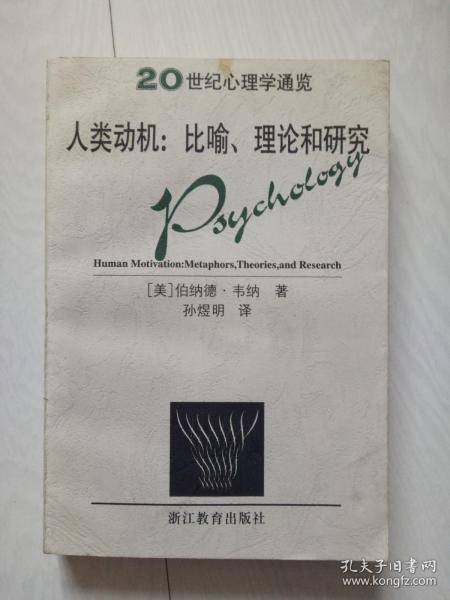 20世纪心理学通览
人类动机：比喻、理论和研究
Psychology
Human Motivation:Metaphors,Theories,and Research
［美］伯纳德·韦纳 著
孙煜明 译
浙江教育出版社
孔夫子旧书网
www.kongfz.com